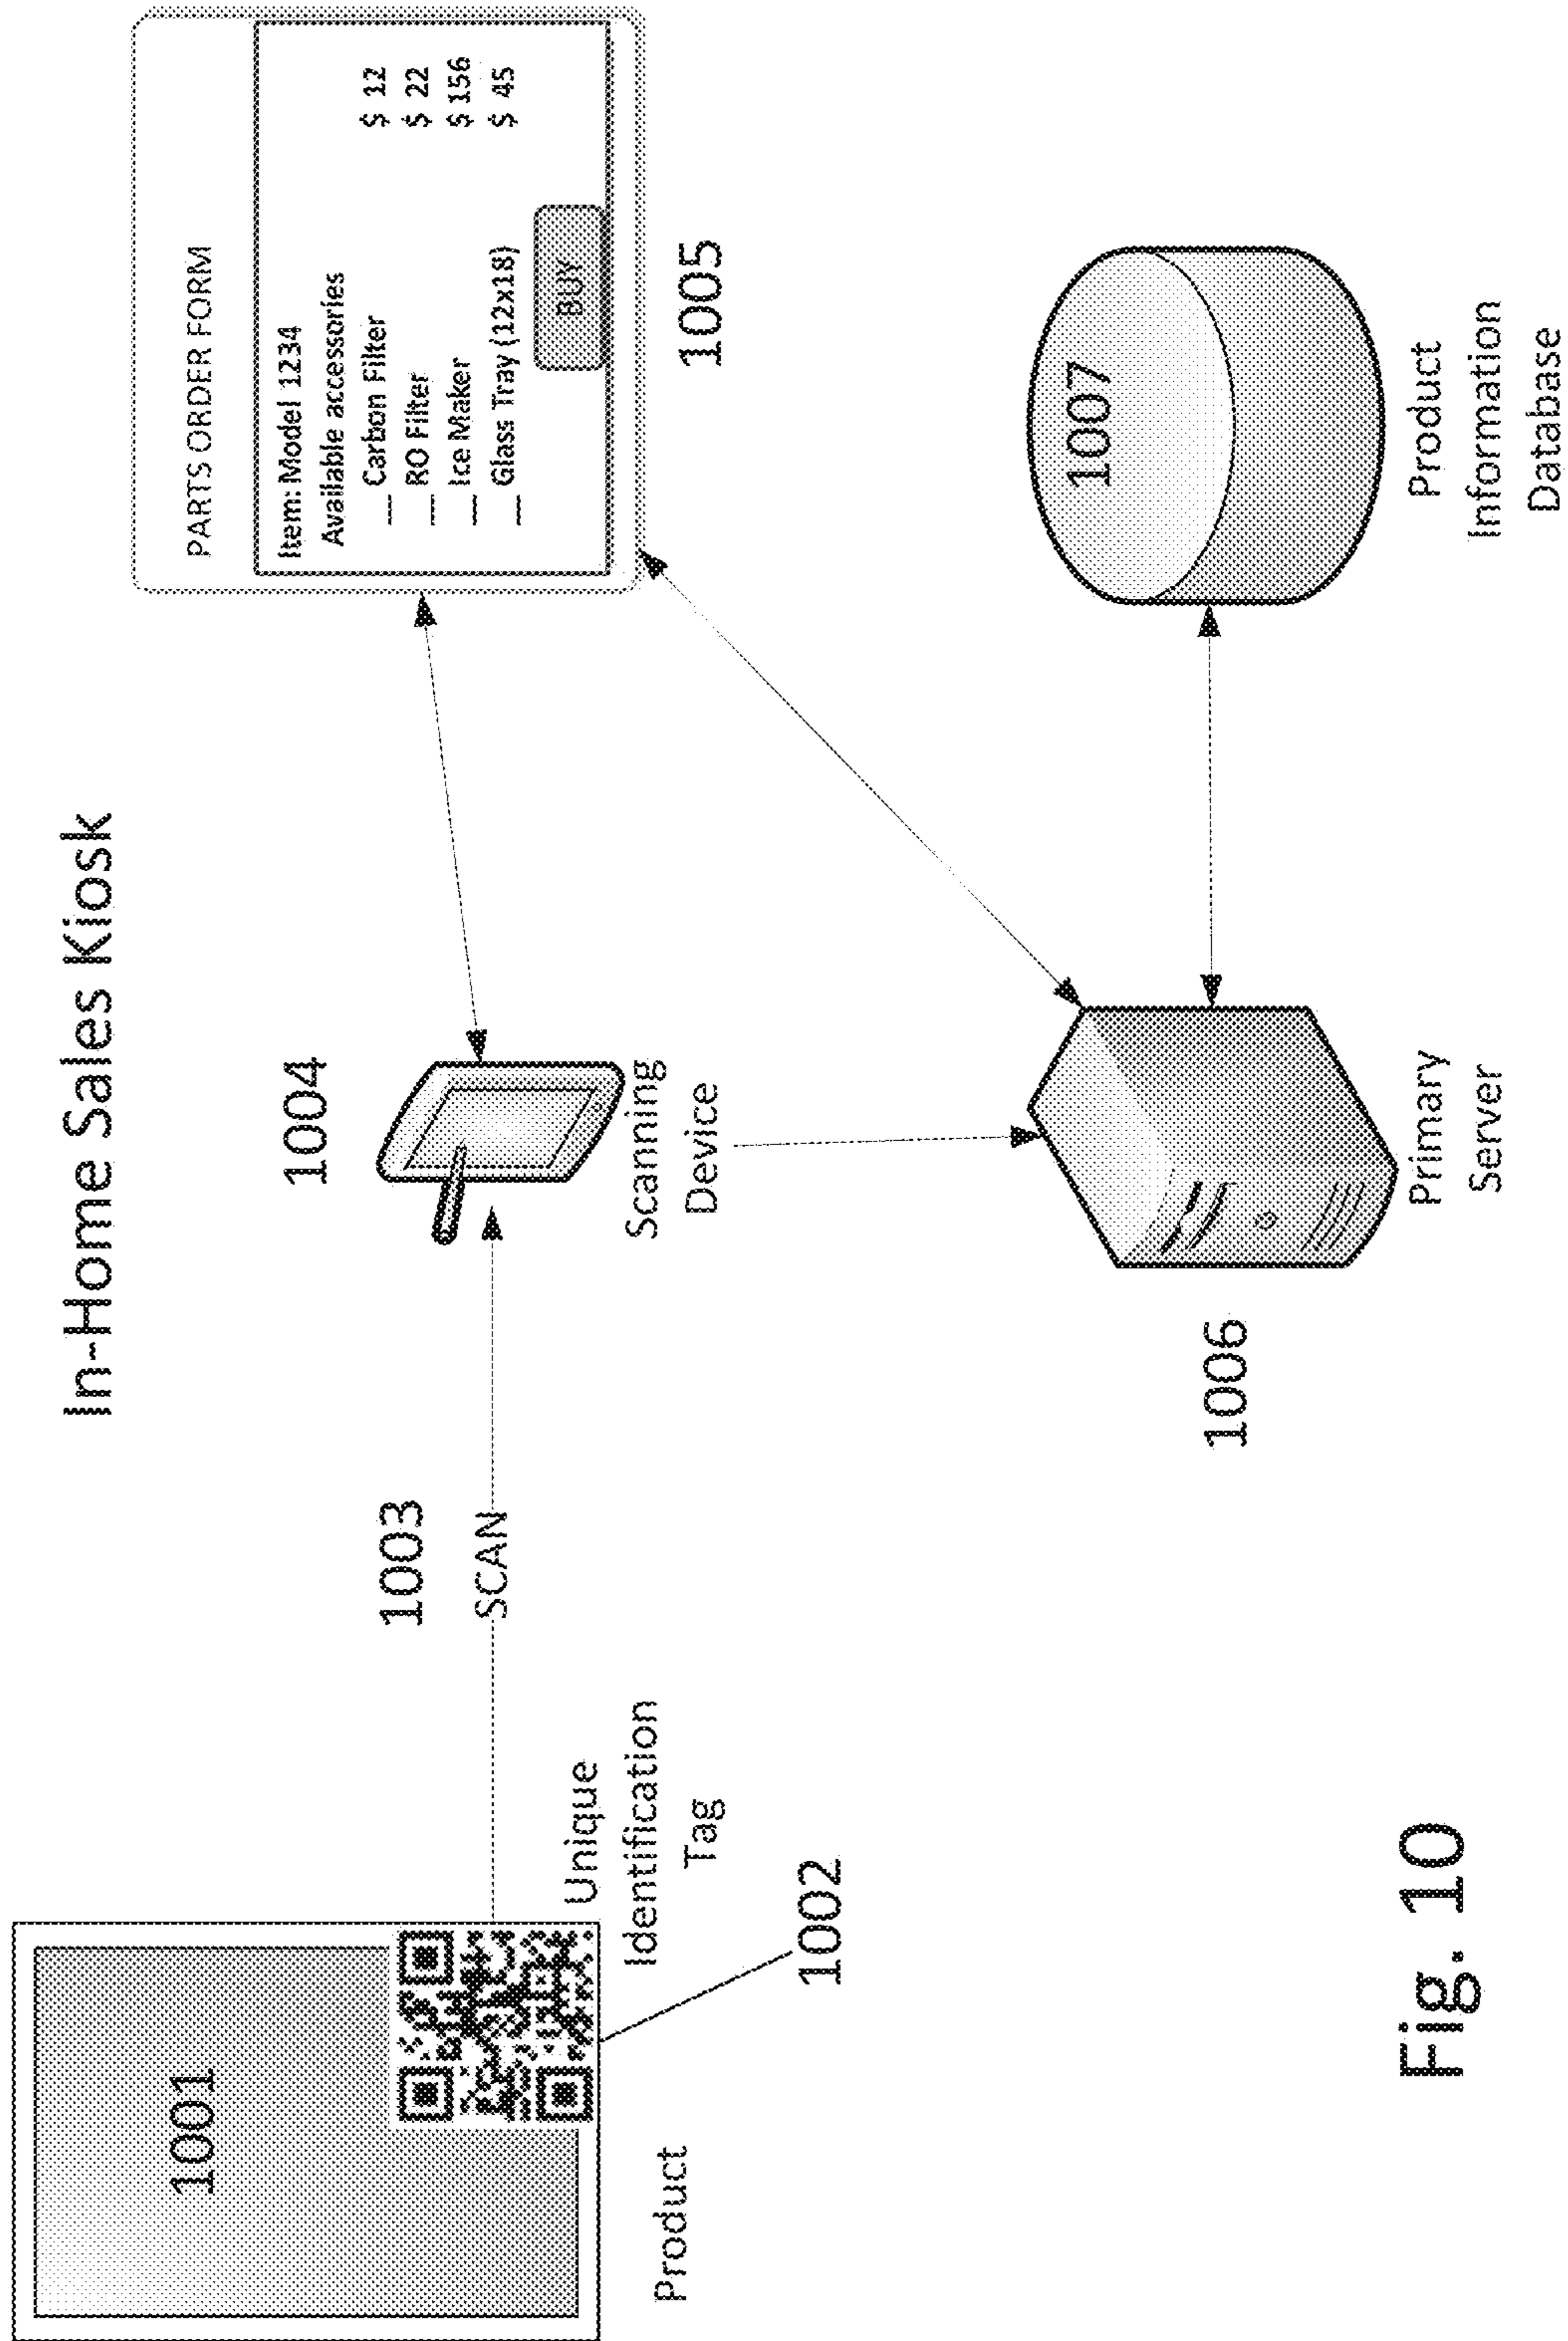 In-Home Sales Kiosk
1001
Product
Unique
Identification
Tag
1002
1003
SCAN
1004
Scanning
Device
PARTS ORDER FORM
Item: Model 1234
Available accessories
__ Carbon Filter $ 12
__ RO Filter $ 22
__ Ice Maker $ 156
__ Glass Tray (12x18) $ 45
BUY
1005
1006
Primary
Server
1007
Product
Information
Database
Fig. 10